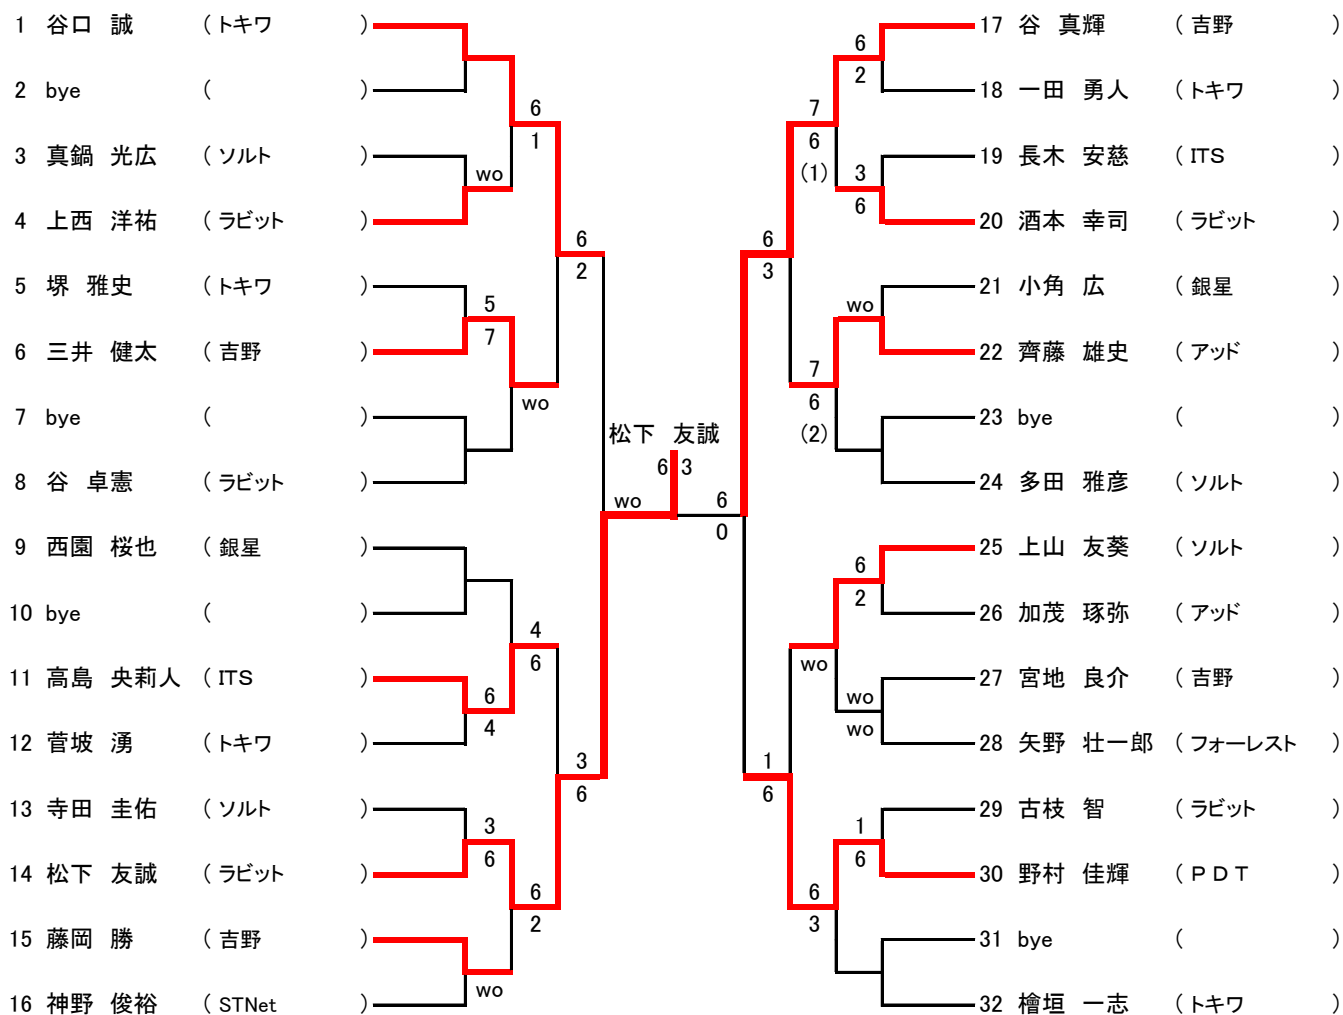 1 谷口 誠 ( トキワ )
2 bye ( )
3 真鍋 光広 ( ソルト )
4 上西 洋祐 ( ラビット )
5 堺 雅史 ( トキワ )
6 三井 健太 ( 吉野 )
7 bye ( )
8 谷 卓憲 ( ラビット )
9 西園 桜也 ( 銀星 )
10 bye ( )
11 高島 央莉人 ( ITS )
12 菅坂 湧 ( トキワ )
13 寺田 圭佑 ( ソルト )
14 松下 友誠 ( ラビット )
15 藤岡 勝 ( 吉野 )
16 神野 俊裕 ( STNet )
wo
5
7
6
4
3
6
wo
6
1
wo
4
6
6
2
6
2
3
6
wo
松下 友誠
6 3
6
0
6
3
1
6
7
6
(1)
7
6
(2)
wo
6
3
6
2
3
6
wo
6
2
wo
wo
1
6
17 谷 真輝 ( 吉野 )
18 一田 勇人 ( トキワ )
19 長木 安慈 ( ITS )
20 酒本 幸司 ( ラビット )
21 小角 広 ( 銀星 )
22 齊藤 雄史 ( アッド )
23 bye ( )
24 多田 雅彦 ( ソルト )
25 上山 友葵 ( ソルト )
26 加茂 琢弥 ( アッド )
27 宮地 良介 ( 吉野 )
28 矢野 壮一郎 ( フォーレスト )
29 古枝 智 ( ラビット )
30 野村 佳輝 ( ＰＤＴ )
31 bye ( )
32 檜垣 一志 ( トキワ )